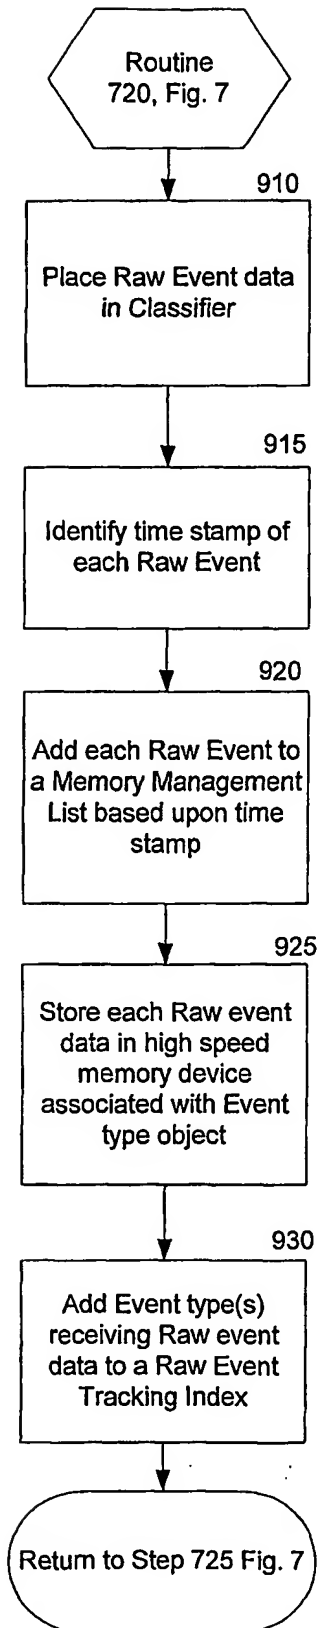 Routine
720, Fig. 7
910
Place Raw Event data
in Classifier
915
Identify time stamp of
each Raw Event
920
Add each Raw Event to
a Memory Management
List based upon time
stamp
925
Store each Raw event
data in high speed
memory device
associated with Event
type object
930
Add Event type(s)
receiving Raw event
data to a Raw Event
Tracking Index
Return to Step 725 Fig. 7